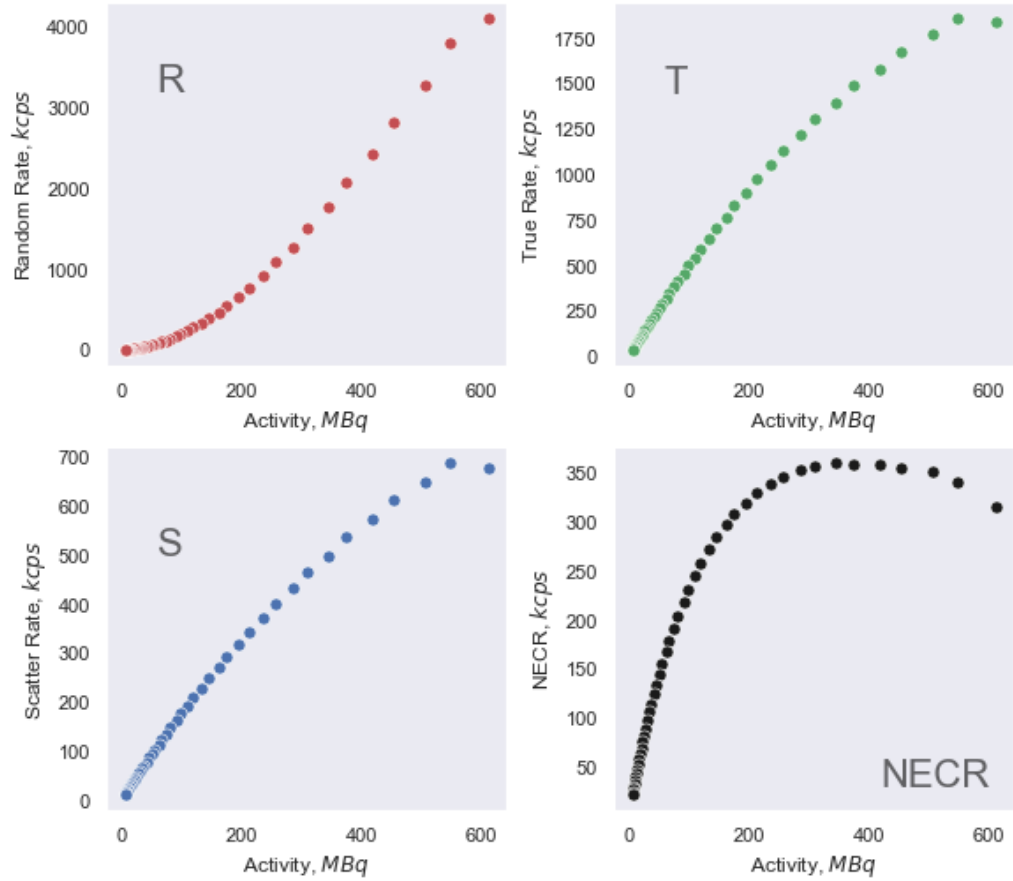 R
Random Rate, kcps
4000
3000
2000
1000
0
0 200 400 600
Activity, MBq
T
True Rate, kcps
1750
1500
1250
1000
750
500
250
0
0 200 400 600
Activity, MBq
S
Scatter Rate, kcps
700
600
500
400
300
200
100
0
0 200 400 600
Activity, MBq
NECR, kcps
350
300
250
200
150
100
50
NECR
0 200 400 600
Activity, MBq